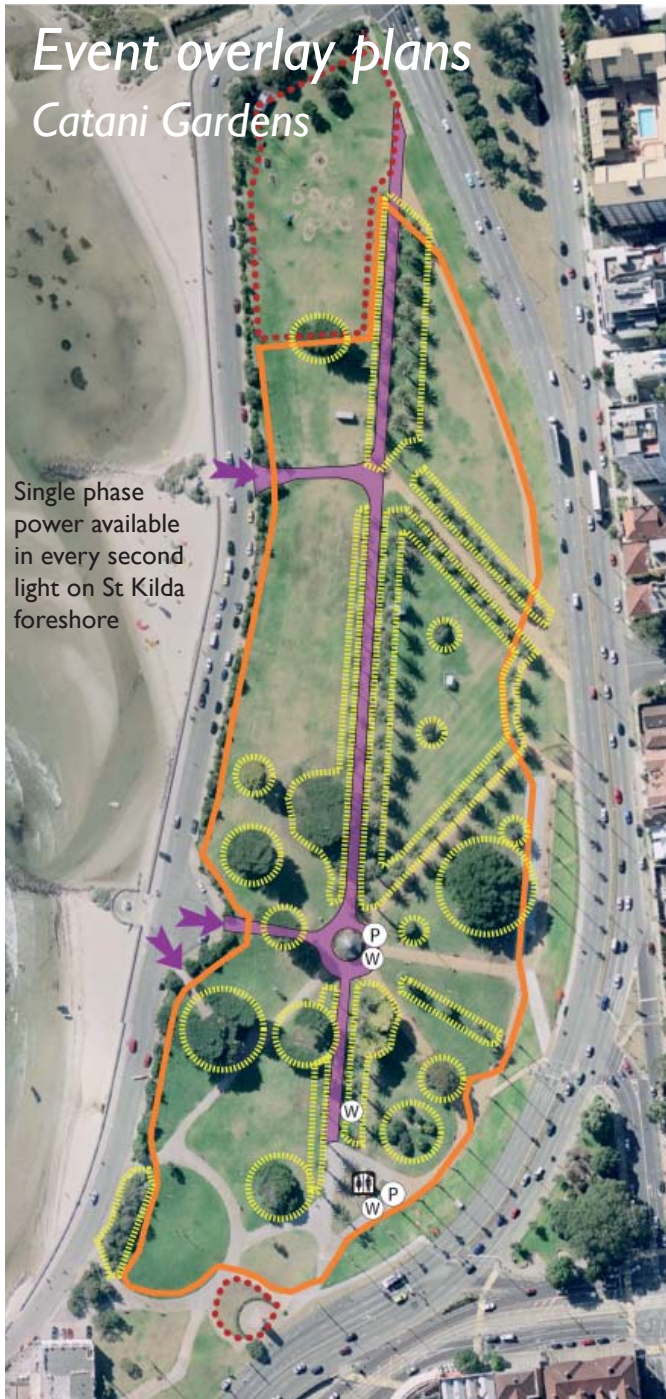 Event overlay plans
Catani Gardens
Single phase
power available
in every second
light on St Kilda
foreshore
P
W
W
P
W